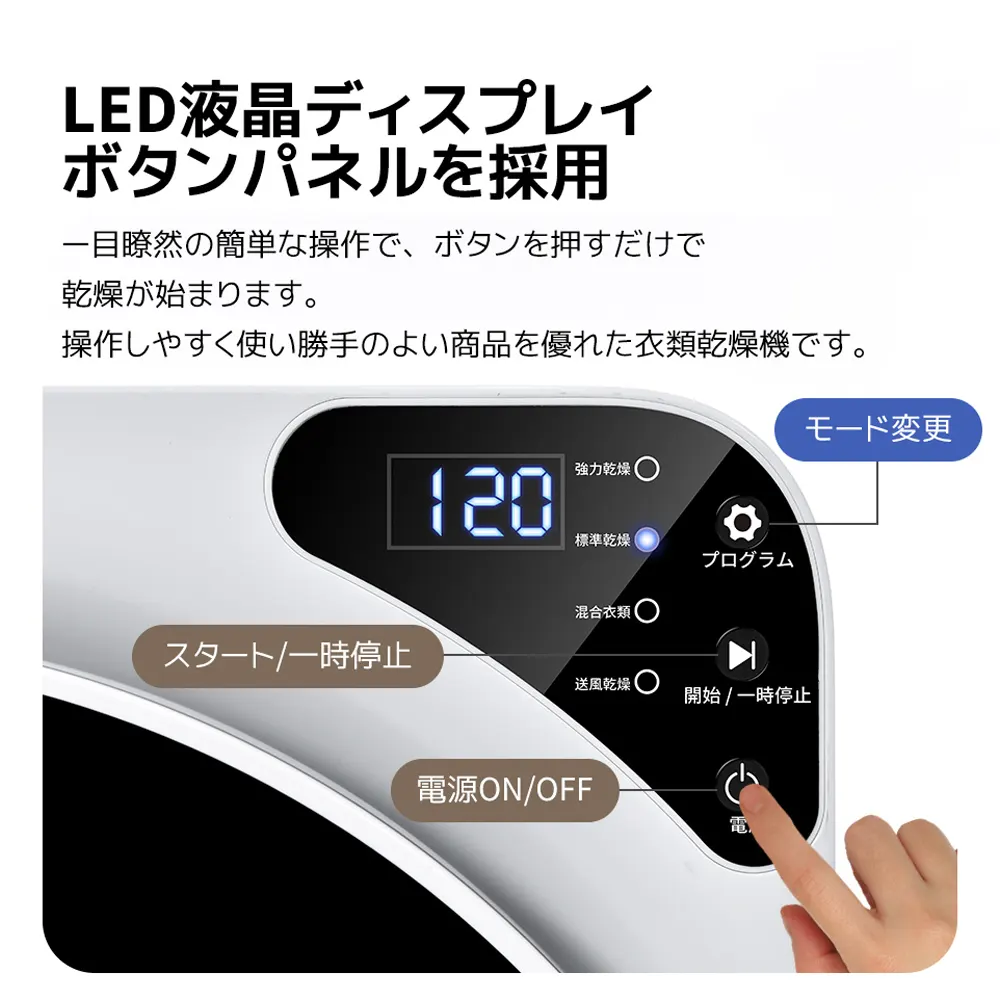 LED液晶ディスプレイ
ボタンパネルを採用
一目瞭然の簡単な操作で、ボタンを押すだけで
乾燥が始まります。
操作しやすく使い勝手のよい商品を優れた衣類乾燥機です。
モード変更
120
強力乾燥
標準乾燥
プログラム
混合衣類
スタート/一時停止
送風乾燥
開始 / 一時停止
電源ON/OFF
電